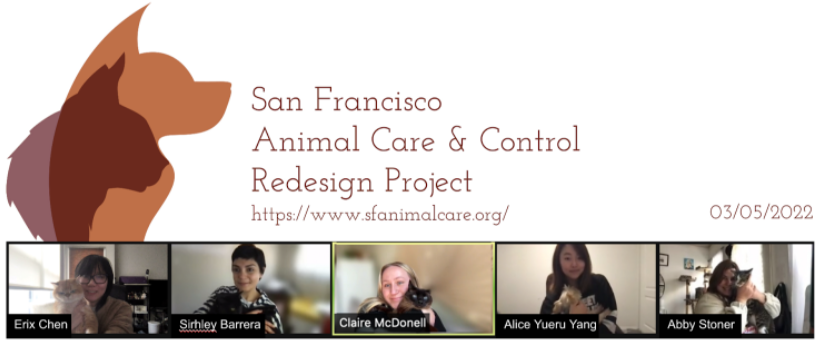 San Francisco
Animal Care & Control
Redesign Project
https://www.sfanimalcare.org/
03/05/2022
Erix Chen
Sirhley Barrera
Claire McDonell
Alice Yueru Yang
Abby Stoner